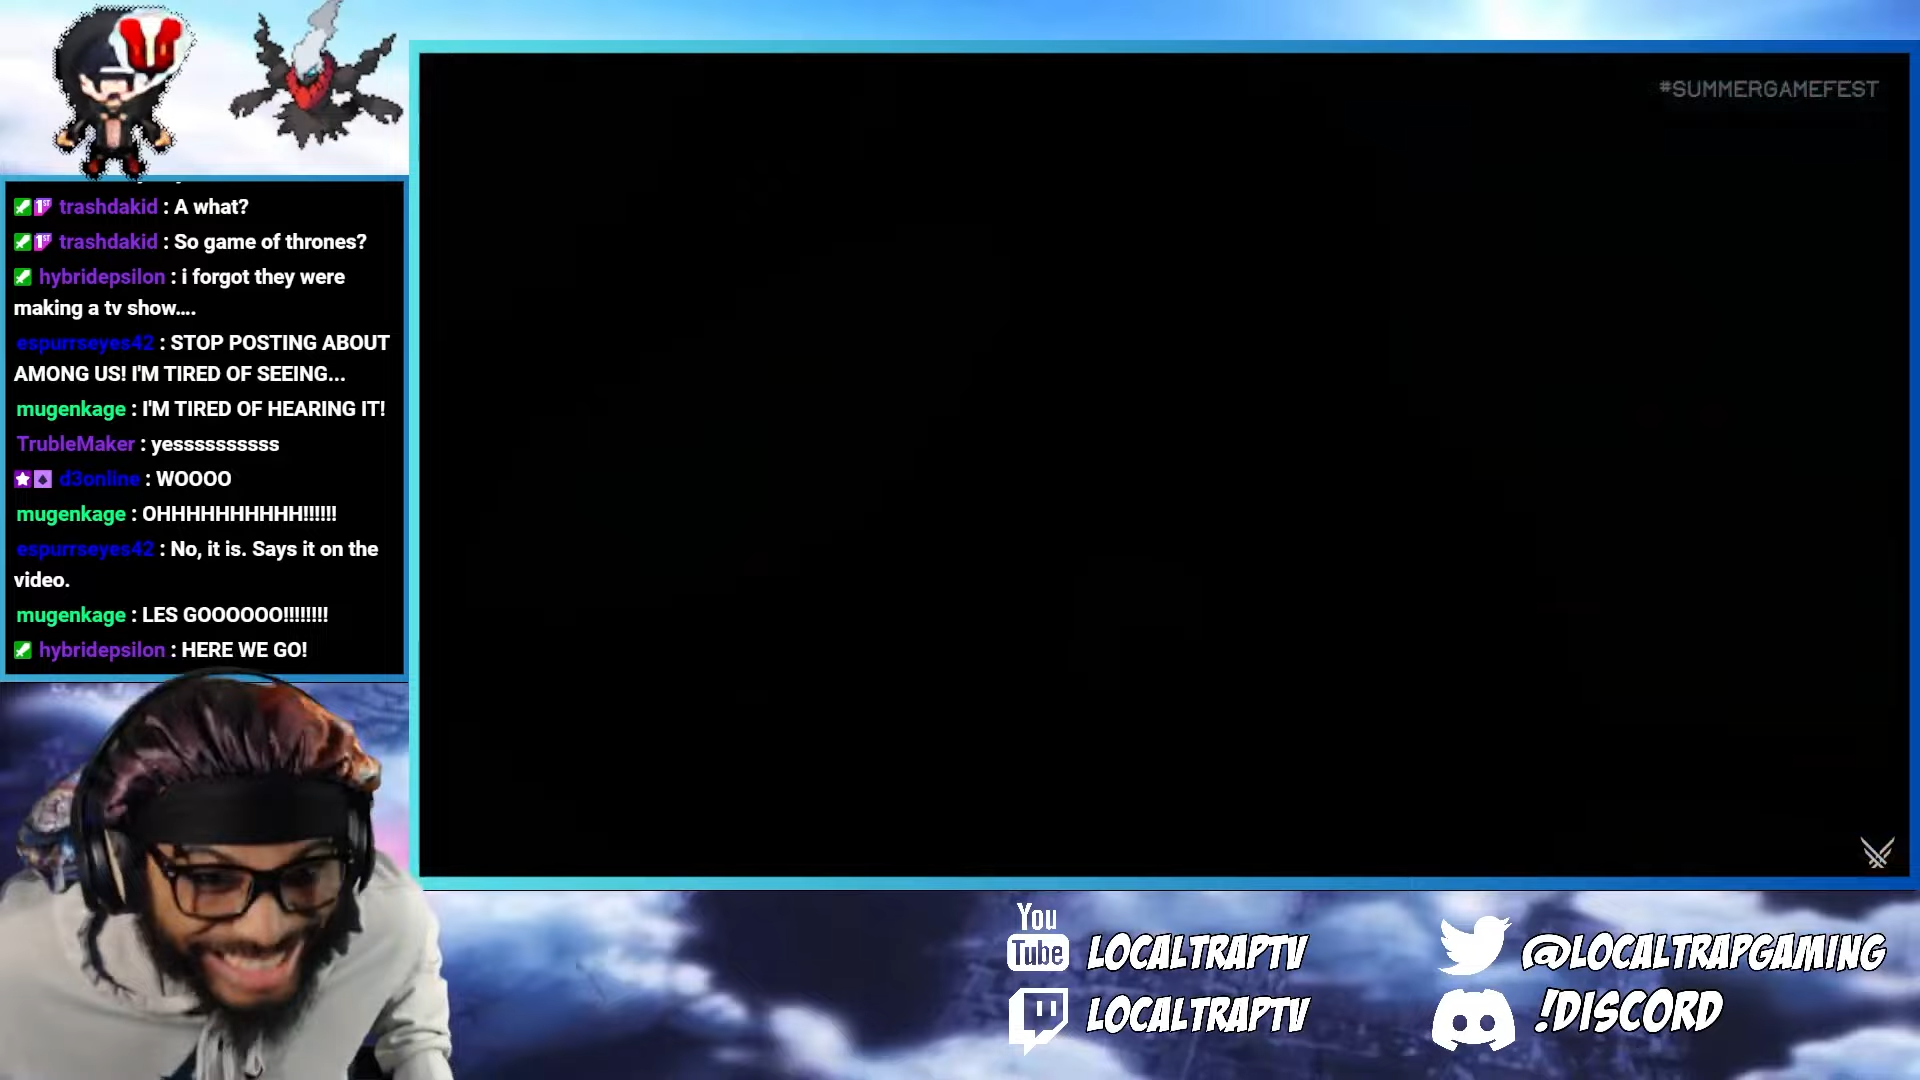 #SUMMERGAMEFEST
trashdakid : A what?
trashdakid : So game of thrones?
hybridepsilon : i forgot they were
making a tv show....
espurrseyes42 : STOP POSTING ABOUT
AMONG US! I'M TIRED OF SEEING...
mugenkage : I'M TIRED OF HEARING IT!
TrubleMaker : yessssssssss
d3online : WOOOO
mugenkage : OHHHHHHHHHH!!!!!!
espurrseyes42 : No, it is. Says it on the
video.
mugenkage : LES GOOOOOO!!!!!!!!
hybridepsilon : HERE WE GO!
You
Tube LOCALTRAPTV
@LOCALTRAPGAMING
LOCALTRAPTV
!DISCORD